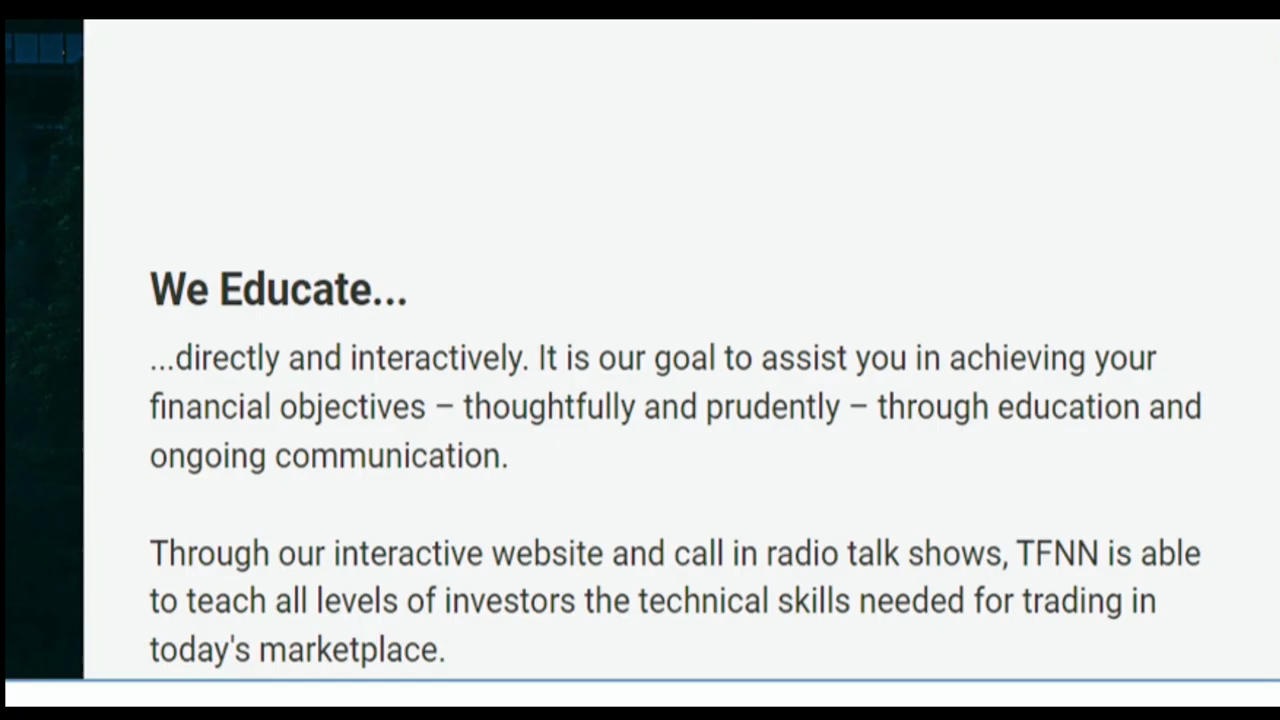 We Educate...
...directly and interactively. It is our goal to assist you in achieving your
financial objectives – thoughtfully and prudently – through education and
ongoing communication.
Through our interactive website and call in radio talk shows, TFNN is able
to teach all levels of investors the technical skills needed for trading in
today's marketplace.